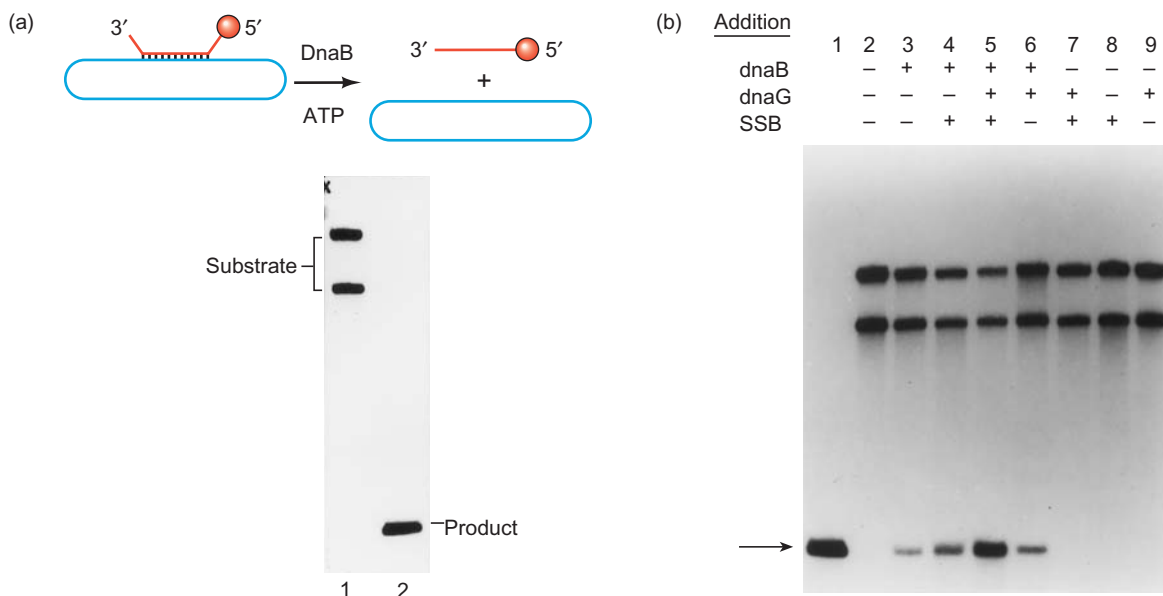 (a)
3′ 5′
DnaB
ATP
3′ 5′
+
Substrate
Product
1 2
(b) Addition
1 2 3 4 5 6 7 8 9
dnaB – + + + + – – –
dnaG – – – + + + – +
SSB – – + + – + + –